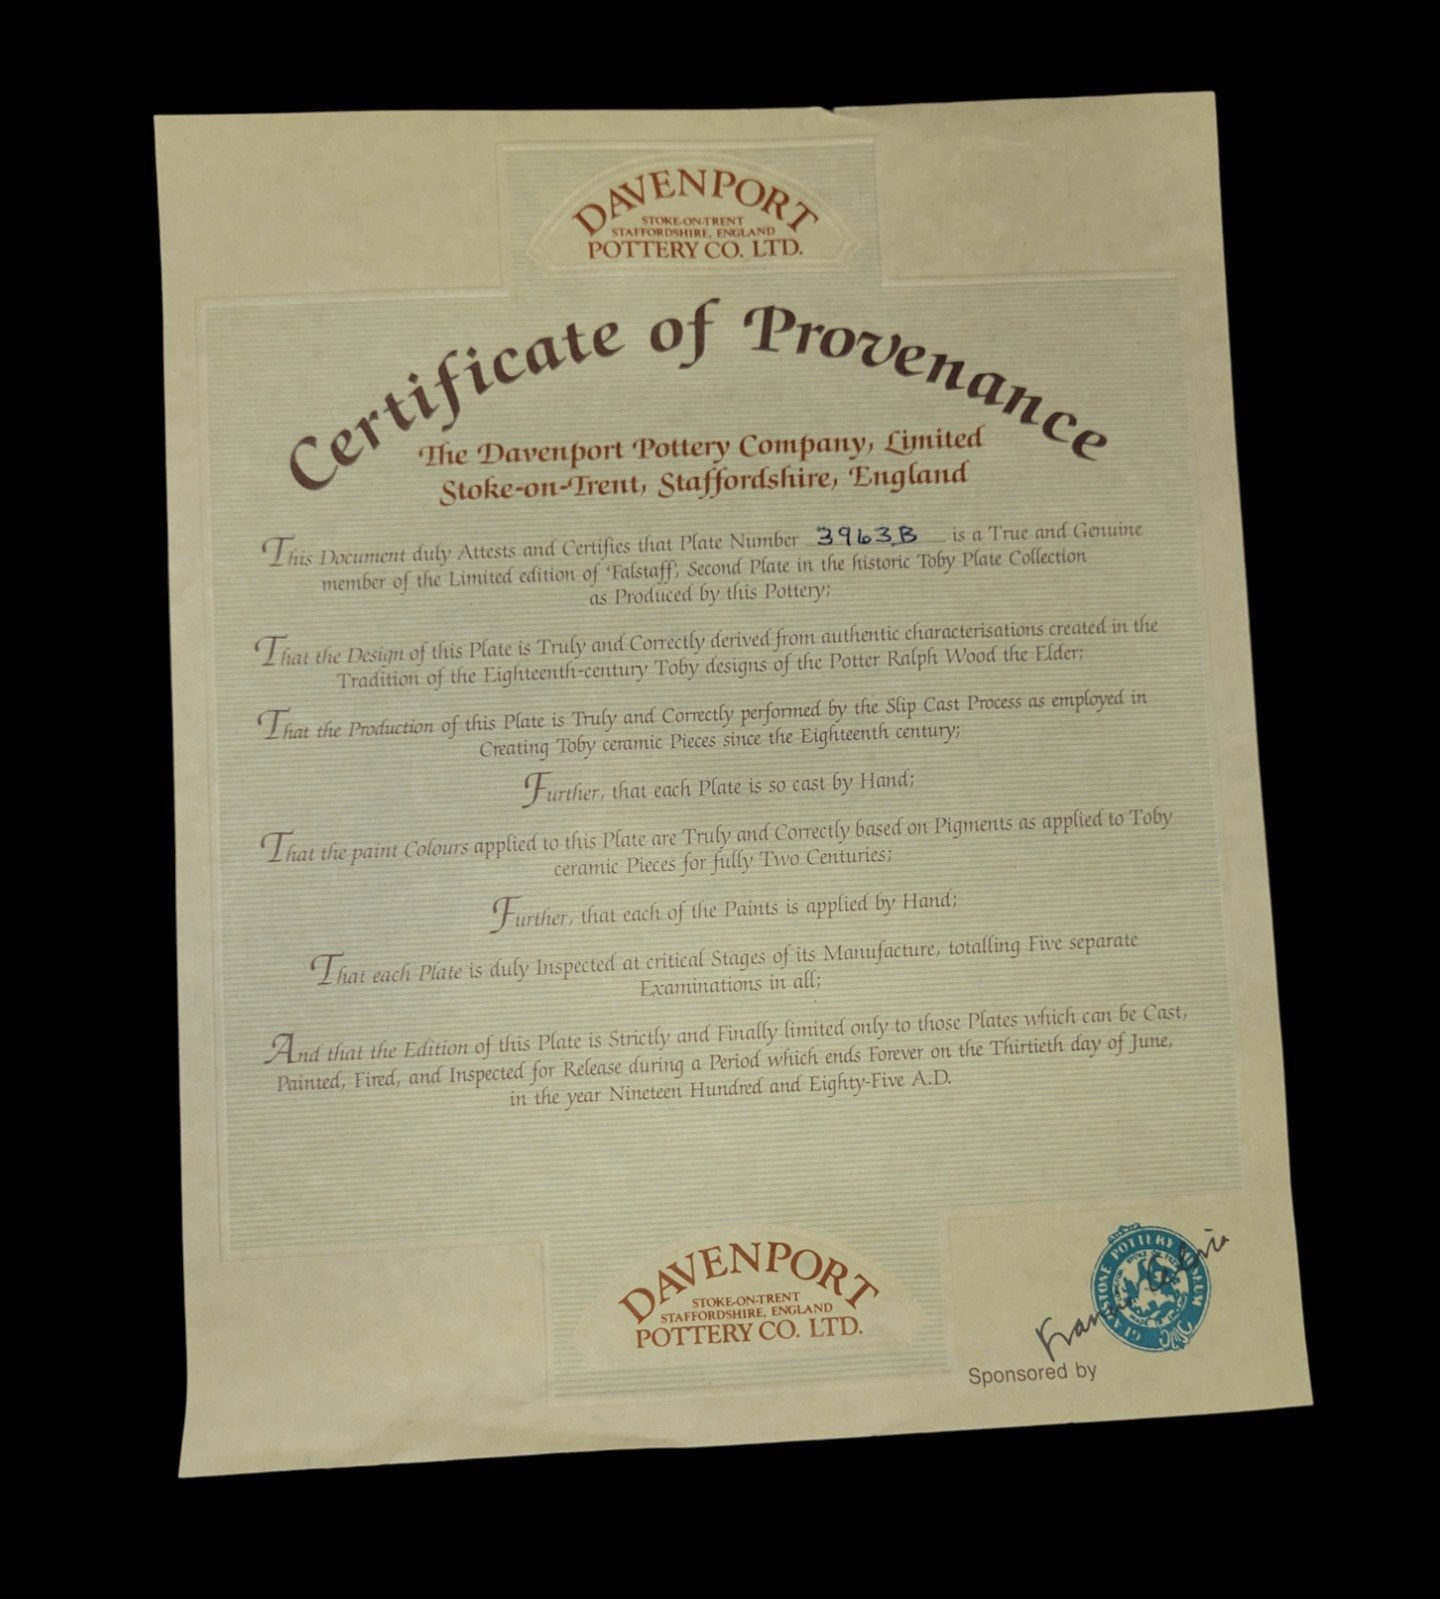 DAVENPORT
STOKE-ON-TRENT
STAFFORDSHIRE, ENGLAND
POTTERY CO. LTD.
Certificate of Provenance
The Davenport Pottery Company, Limited
Stoke-on-Trent, Staffordshire, England
This Document duly Attests and Certifies that Plate Number 3963B is a True and Genuine
member of the Limited edition of 'Falstaff', Second Plate in the historic Toby Plate Collection
as Produced by this Pottery;
That the Design of this Plate is Truly and Correctly derived from authentic characterisations created in the
Tradition of the Eighteenth-century Toby designs of the Potter Ralph Wood the Elder;
That the Production of this Plate is Truly and Correctly performed by the Slip Cast Process as employed in
Creating Toby ceramic Pieces since the Eighteenth century;
Further, that each Plate is so cast by Hand;
That the paint Colours applied to this Plate are Truly and Correctly based on Pigments as applied to Toby
ceramic Pieces for fully Two Centuries;
Further, that each of the Paints is applied by Hand;
That each Plate is duly Inspected at critical Stages of its Manufacture, totalling Five separate
Examinations in all;
And that the Edition of this Plate is Strictly and Finally limited only to those Plates which can be Cast,
Painted, Fired, and Inspected for Release during a Period which ends Forever on the Thirtieth day of June,
in the year Nineteen Hundred and Eighty-Five A.D.
DAVENPORT
STOKE-ON-TRENT
STAFFORDSHIRE, ENGLAND
POTTERY CO. LTD.
GLADSTONE POTTERY MUSEUM
Sponsored by